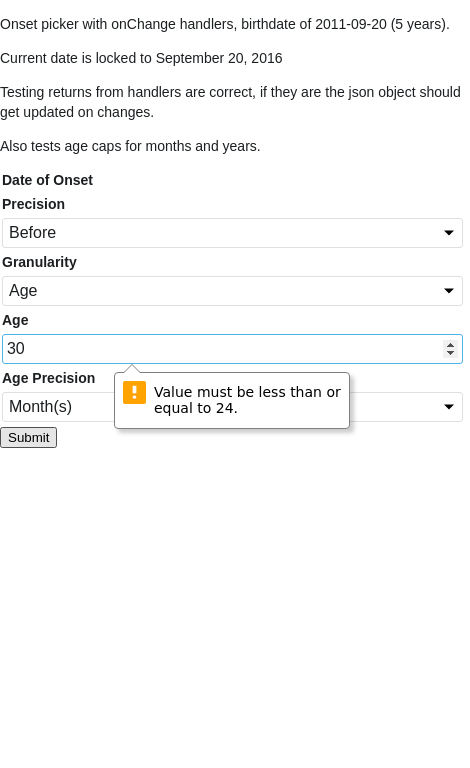 Onset picker with onChange handlers, birthdate of 2011-09-20 (5 years).
Current date is locked to September 20, 2016
Testing returns from handlers are correct, if they are the json object should
get updated on changes.
Also tests age caps for months and years.
Date of Onset
Precision
Before
Granularity
Age
Age
30
Age Precision
Month(s)
Value must be less than or
equal to 24.
Submit